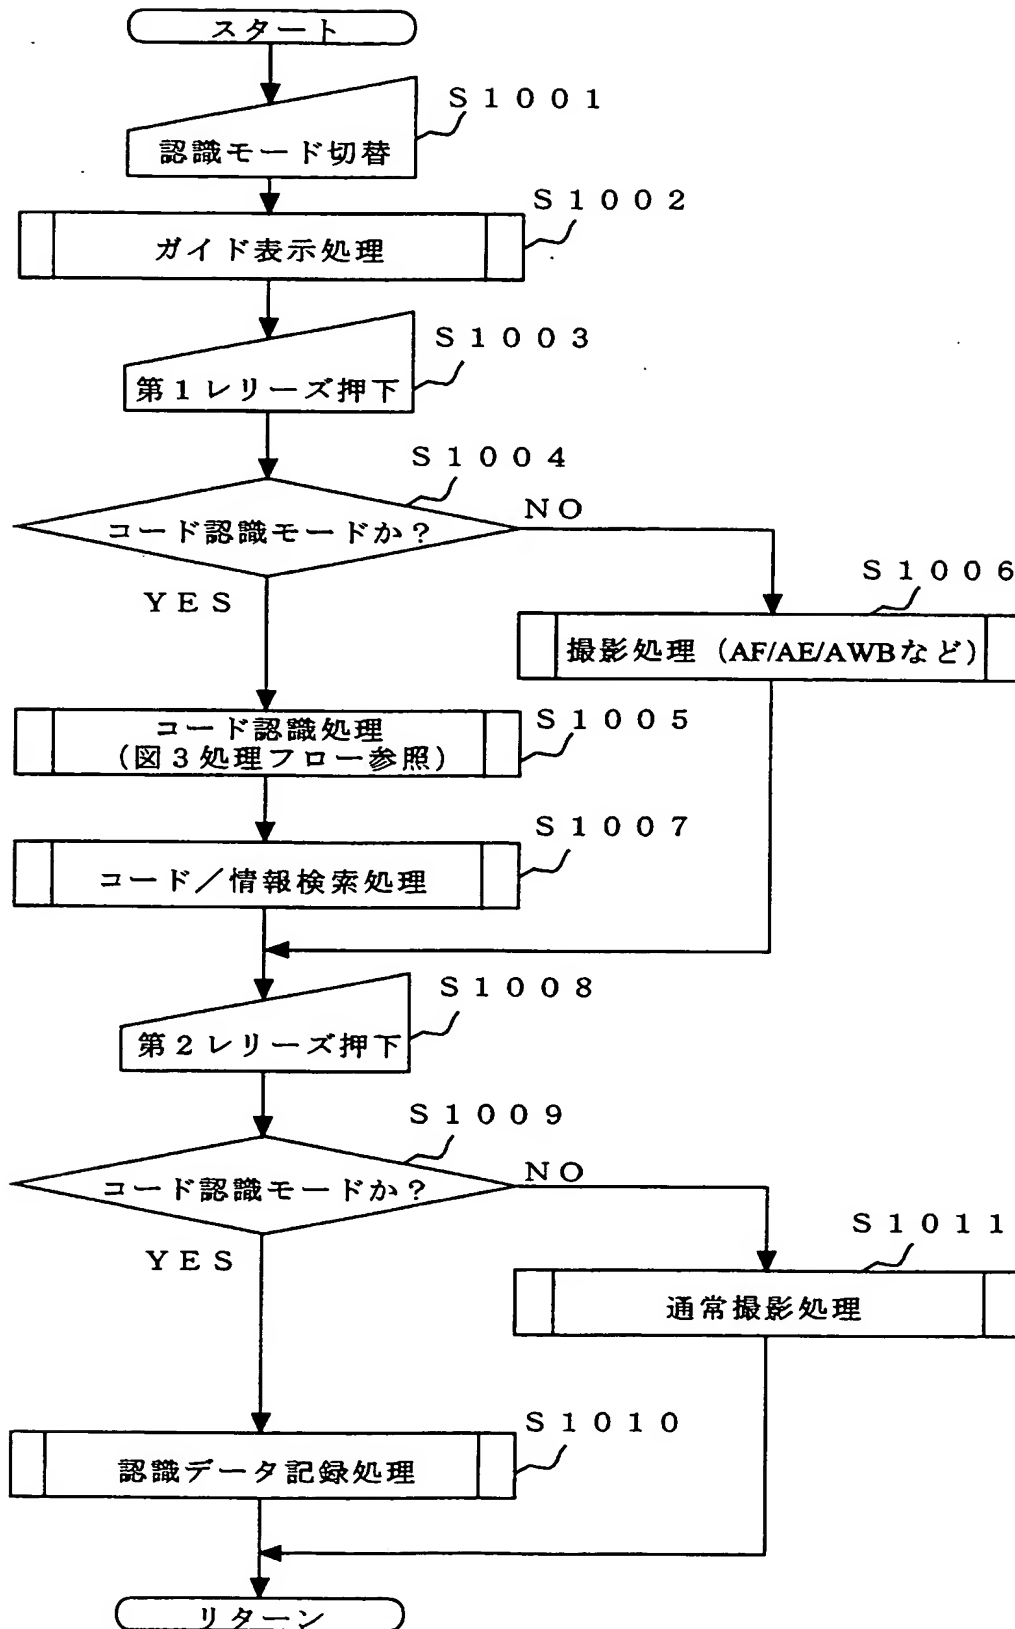 スタート
S1001
認識モード切替
S1002
ガイド表示処理
S1003
第1レリーズ押下
S1004
コード認識モードか？
NO
YES
S1006
撮影処理（AF/AE/AWBなど）
S1005
コード認識処理
（図3処理フロー参照）
S1007
コード／情報検索処理
S1008
第2レリーズ押下
S1009
コード認識モードか？
NO
YES
S1011
通常撮影処理
S1010
認識データ記録処理
リターン